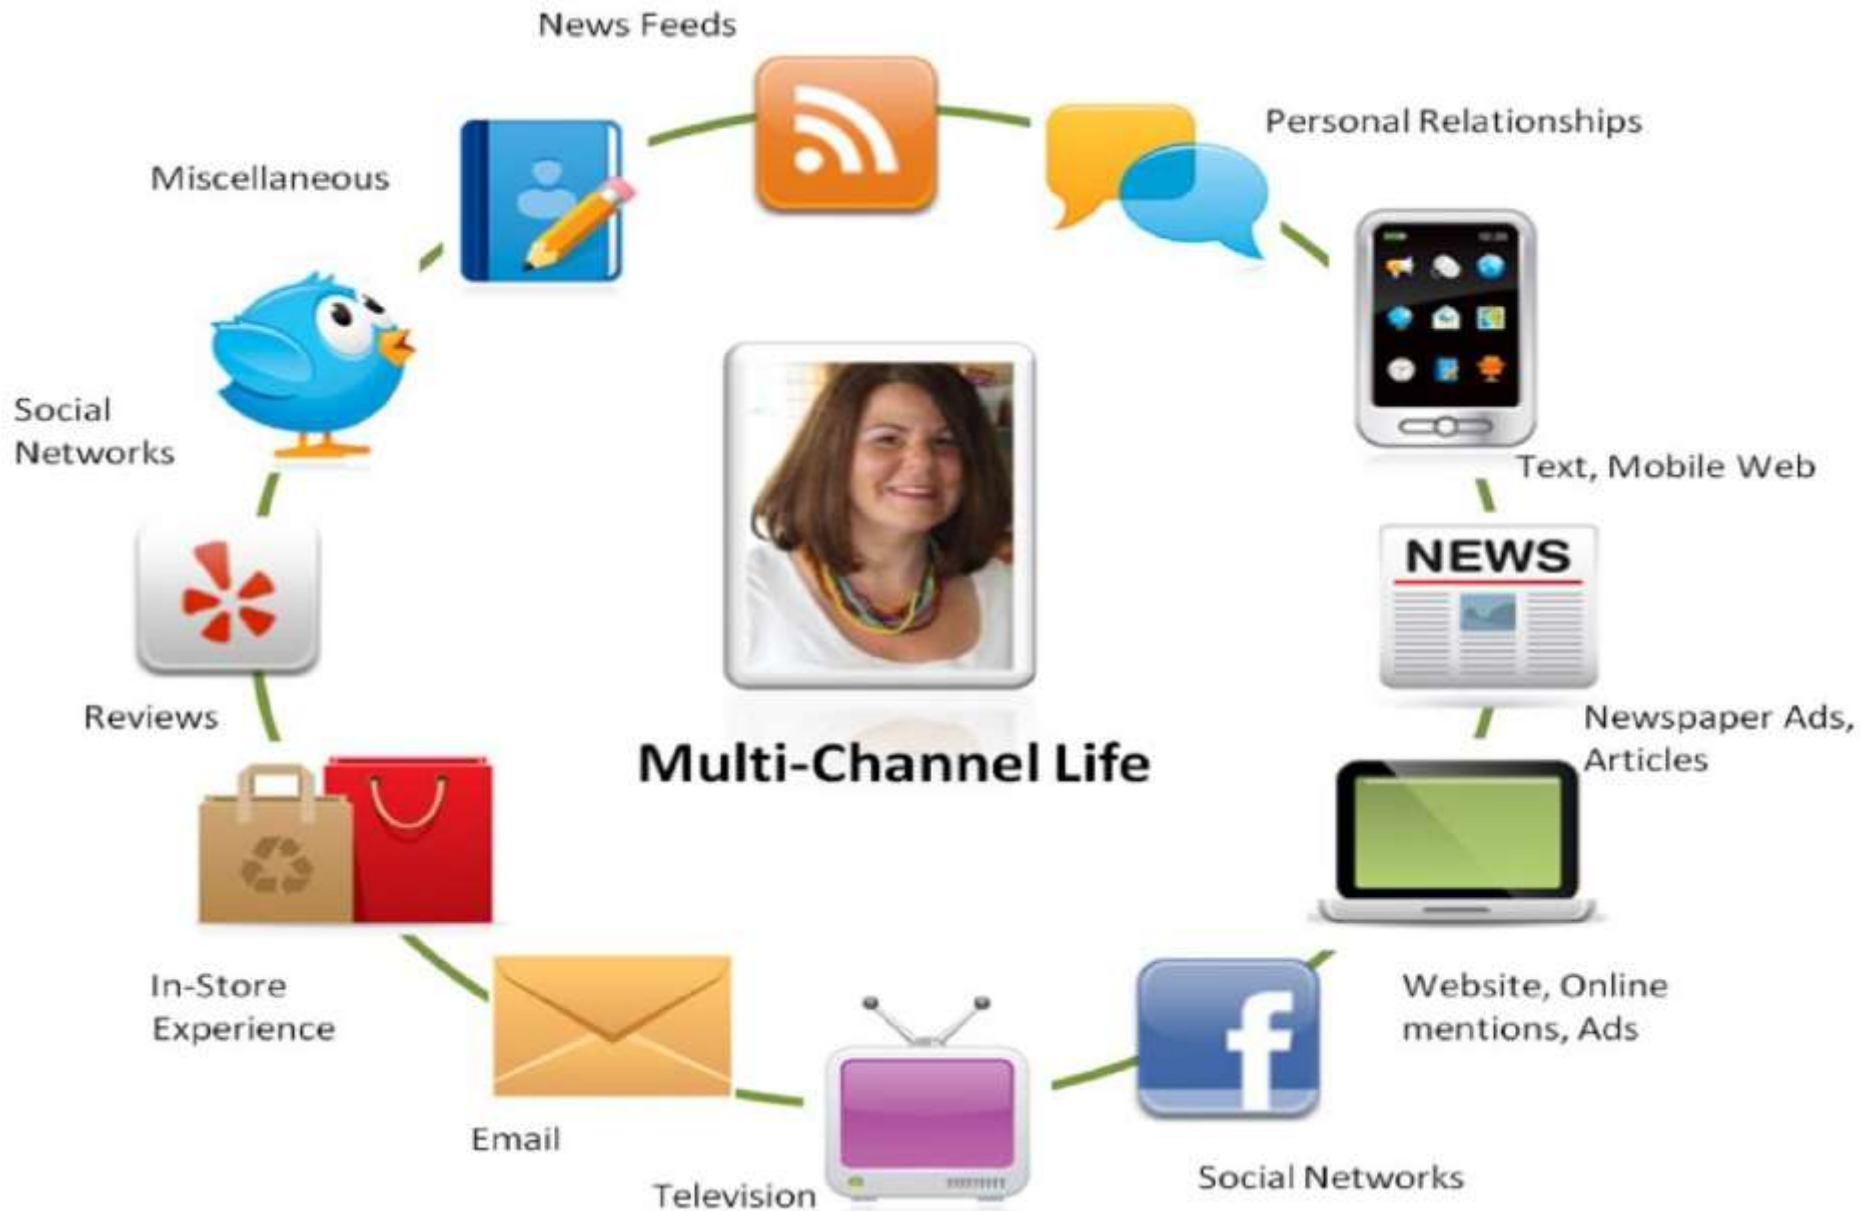 News Feeds
Personal Relationships
Miscellaneous
Social
Networks
Text, Mobile Web
NEWS
Reviews
Newspaper Ads,
Articles
Multi-Channel Life
In-Store
Experience
Website, Online
mentions, Ads
f
Email
Social Networks
Television